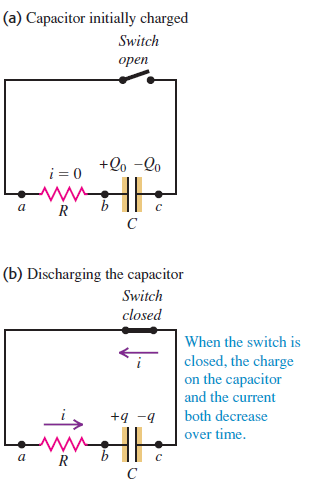 (a) Capacitor initially charged
Switch
open
+Q₀ −Q₀
i = 0
a
R
b
c
C
(b) Discharging the capacitor
Switch
closed
When the switch is
closed, the charge
on the capacitor
and the current
both decrease
over time.
i
i
+q −q
a
R
b
c
C